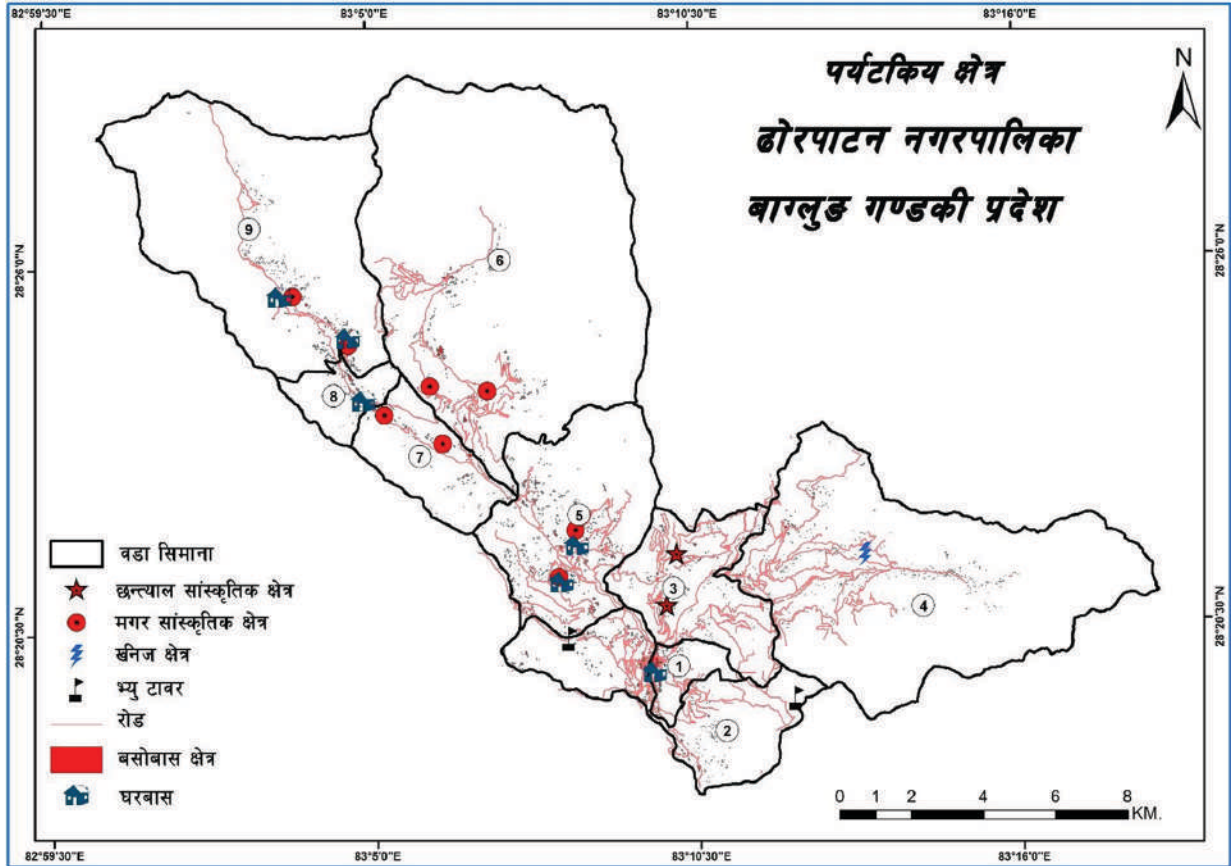 82°59'30"E
83°5'0"E
83°10'30"E
83°16'0"E
पर्यटकिय क्षेत्र
ढोरपाटन नगरपालिका
बाग्लुङ गण्डकी प्रदेश
N
28°26'0"N
28°26'0"N
9
6
8
7
5
3
4
1
2
वडा सिमाना
छन्त्याल सांस्कृतिक क्षेत्र
मगर सांस्कृतिक क्षेत्र
खनिज क्षेत्र
भ्यु टावर
रोड
बसोबास क्षेत्र
घरबास
28°20'30"N
28°20'30"N
0 1 2 4 6 8
KM.
82°59'30"E
83°5'0"E
83°10'30"E
83°16'0"E